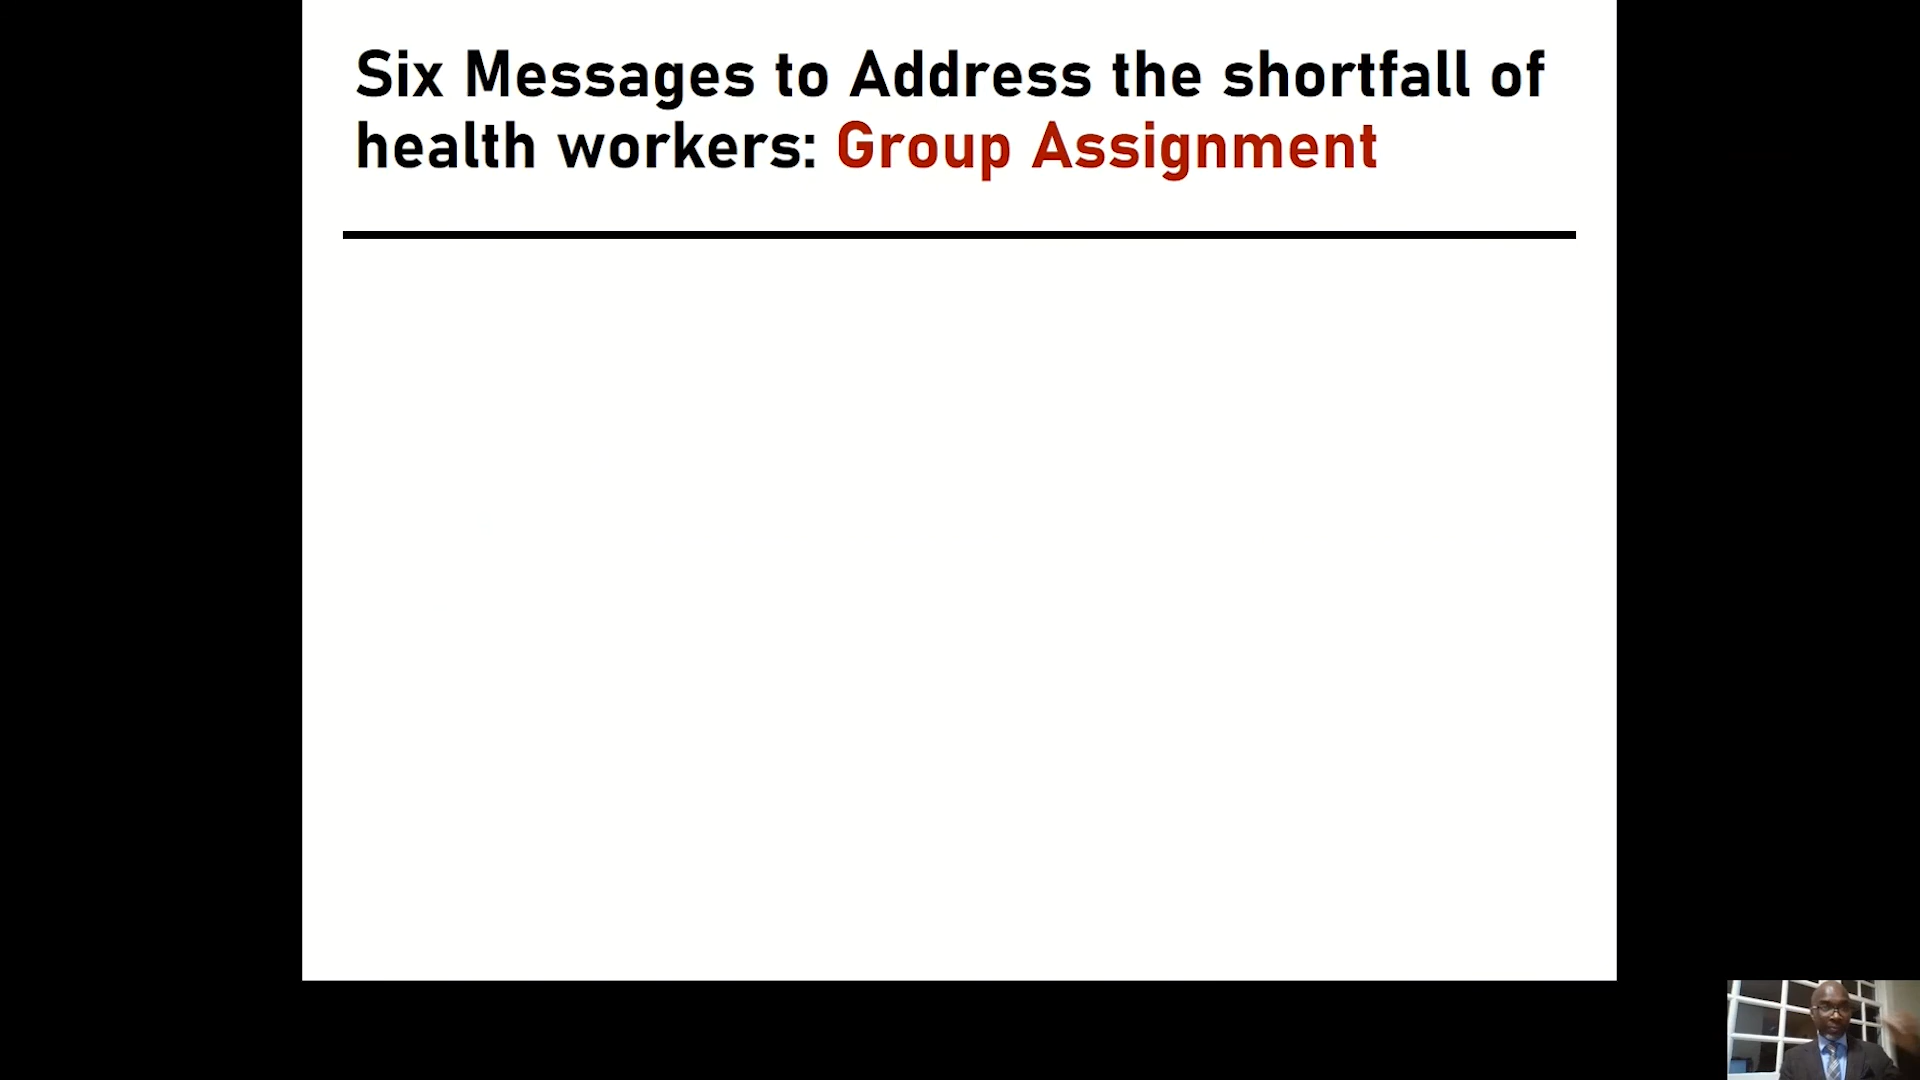 Six Messages to Address the shortfall of
health workers: Group Assignment